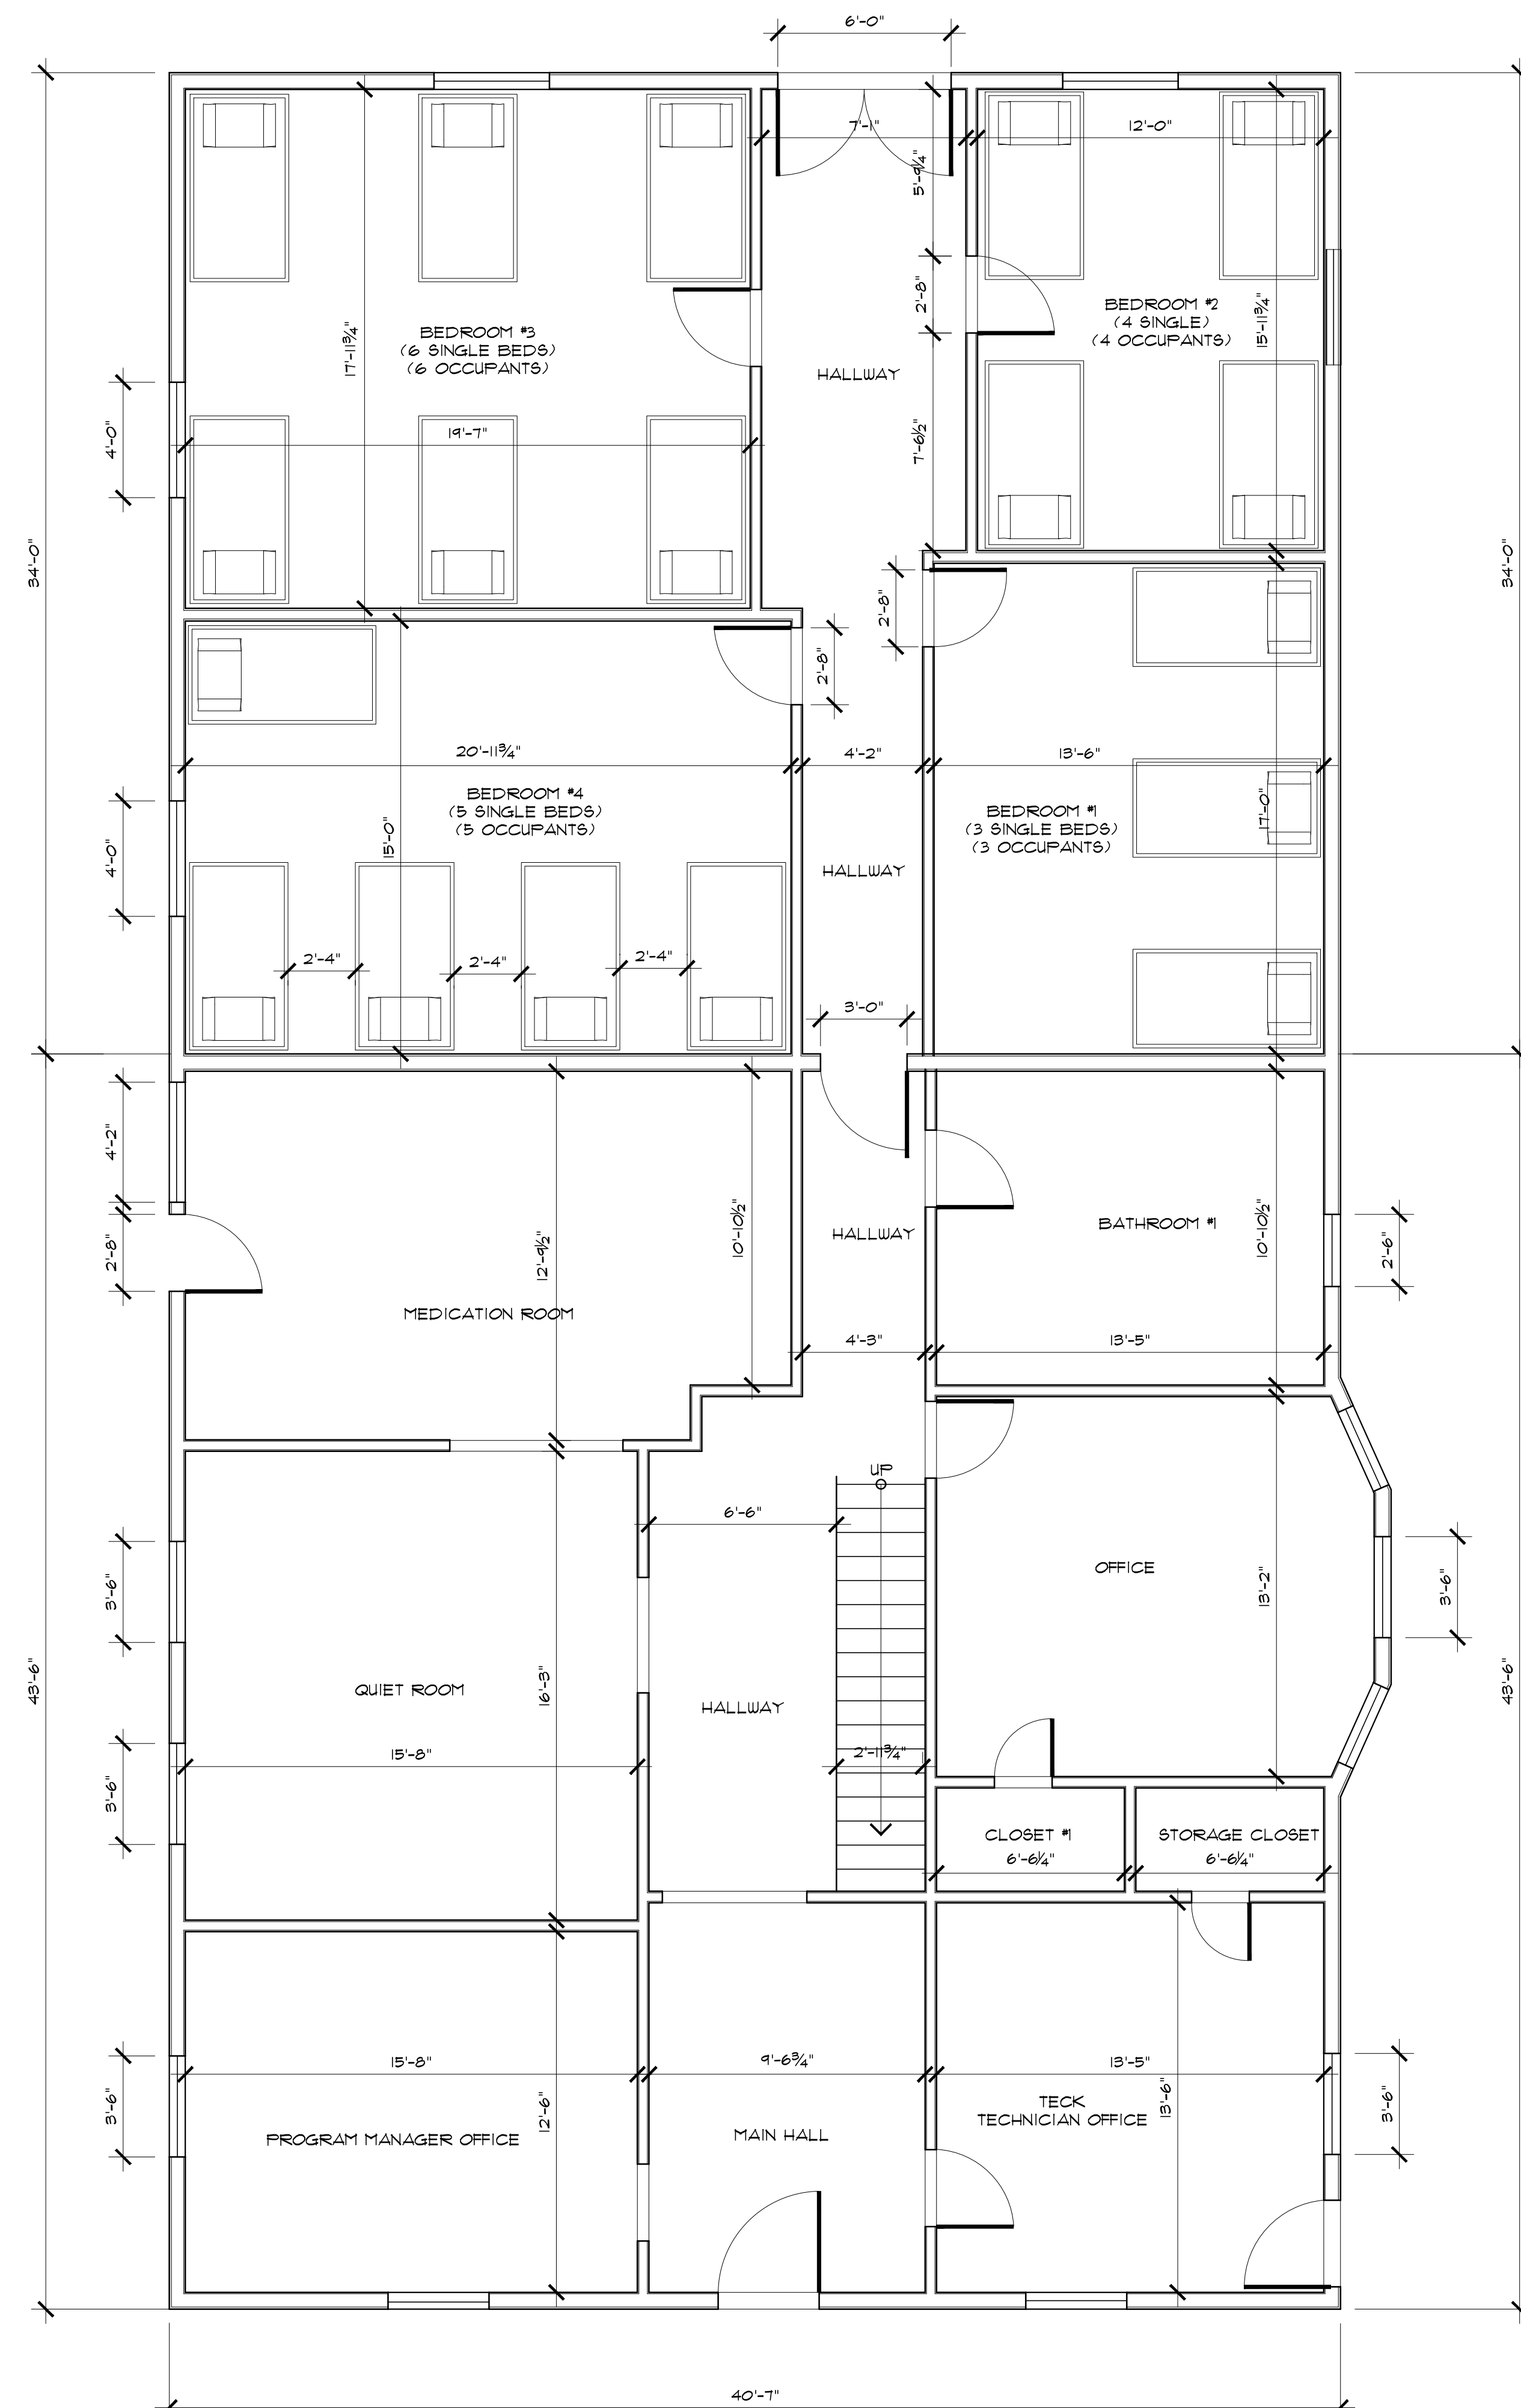 6'-0"
7'-1"
12'-0"
5'-9¼"
2'-8"
BEDROOM #2
(4 SINGLE)
(4 OCCUPANTS)
15'-11¾"
BEDROOM #3
(6 SINGLE BEDS)
(6 OCCUPANTS)
17'-11¾"
HALLWAY
4'-0"
19'-7"
7'-6½"
34'-0"
34'-0"
2'-8"
2'-8"
20'-11¾"
4'-2"
13'-6"
BEDROOM #4
(5 SINGLE BEDS)
(5 OCCUPANTS)
BEDROOM #1
(3 SINGLE BEDS)
(3 OCCUPANTS)
17'-0"
4'-0"
15'-0"
HALLWAY
2'-4"
2'-4"
2'-4"
3'-0"
4'-2"
10'-10½"
10'-10½"
12'-9½"
BATHROOM #1
HALLWAY
2'-8"
2'-6"
MEDICATION ROOM
4'-3"
13'-5"
UP
6'-6"
OFFICE
3'-6"
13'-2"
3'-6"
43'-6"
QUIET ROOM
16'-3"
HALLWAY
43'-6"
15'-8"
2'-11¾"
3'-6"
CLOSET #1
STORAGE CLOSET
6'-6¼"
6'-6¼"
15'-8"
9'-6¾"
13'-5"
3'-6"
12'-6"
TECK
TECHNICIAN OFFICE
13'-6"
3'-6"
PROGRAM MANAGER OFFICE
MAIN HALL
40'-7"